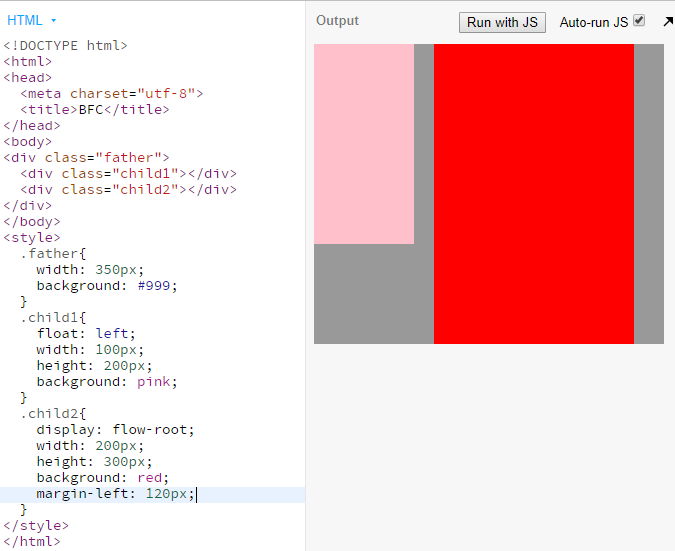 HTML
Output
Run with JS
Auto-run JS
<!DOCTYPE html>
<html>
<head>
  <meta charset="utf-8">
  <title>BFC</title>
</head>
<body>
<div class="father">
  <div class="child1"></div>
  <div class="child2"></div>
</div>
</body>
<style>
  .father{
    width: 350px;
    background: #999;
  }
  .child1{
    float: left;
    width: 100px;
    height: 200px;
    background: pink;
  }
  .child2{
    display: flow-root;
    width: 200px;
    height: 300px;
    background: red;
    margin-left: 120px;
  }
</style>
</html>